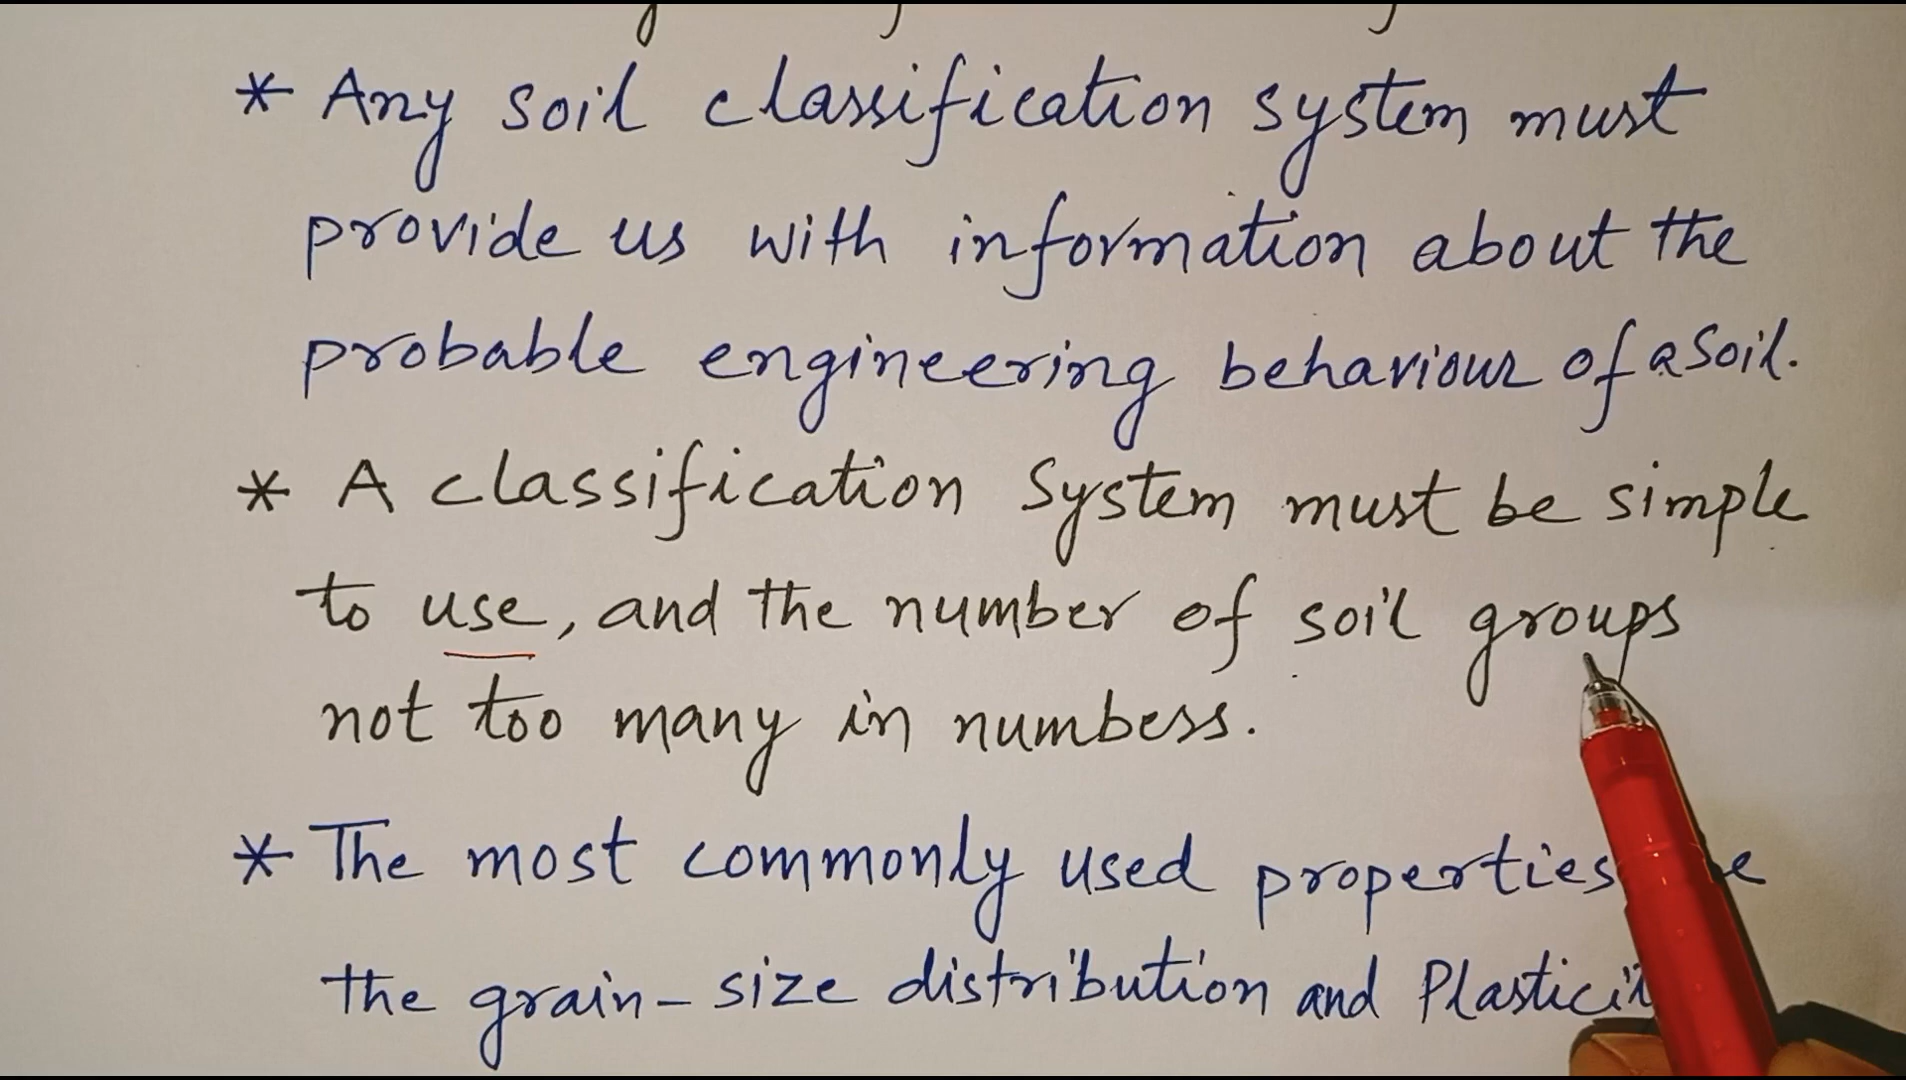 * Any soil classification system must
provide us with information about the
probable engineering behaviour of a soil.
* A classification System must be simple
to use, and the number of soil groups
not too many in numbers.
* The most commonly used properties
the grain-size distribution and